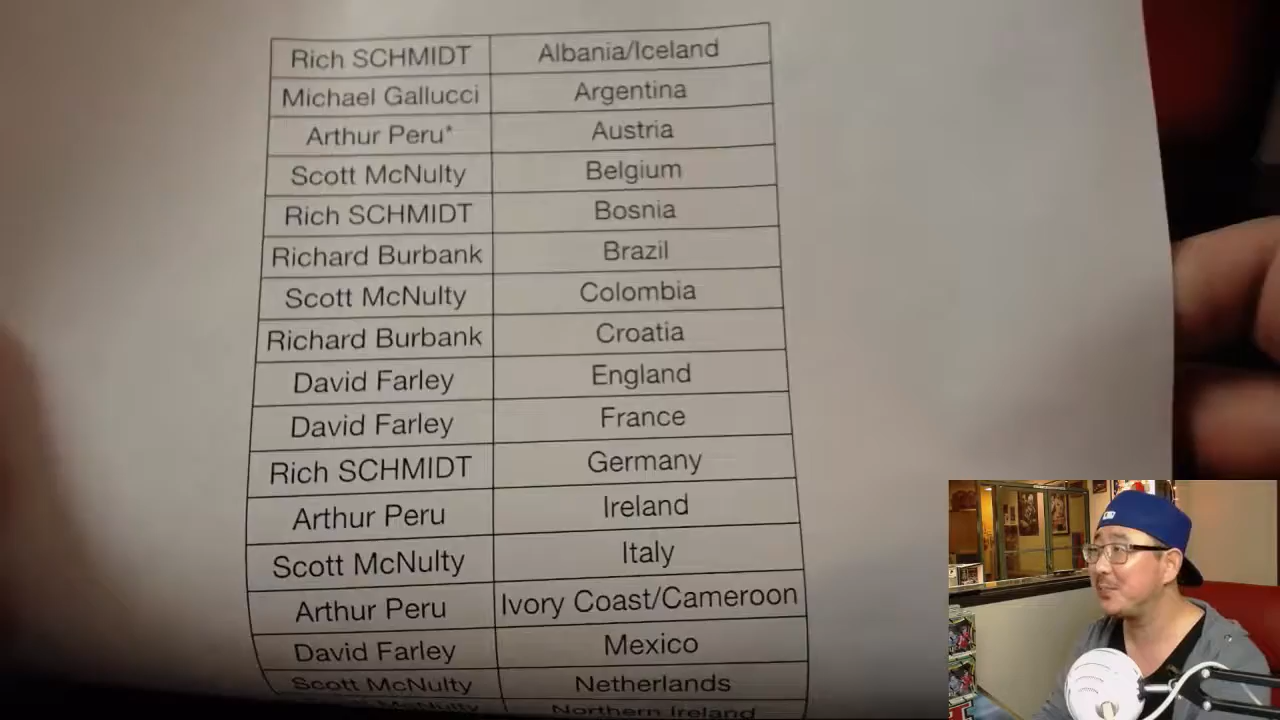 Rich SCHMIDT Albania/Iceland
Michael Gallucci Argentina
Arthur Peru* Austria
Scott McNulty Belgium
Rich SCHMIDT Bosnia
Richard Burbank Brazil
Scott McNulty Colombia
Richard Burbank Croatia
David Farley England
David Farley France
Rich SCHMIDT Germany
Arthur Peru Ireland
Scott McNulty Italy
Arthur Peru Ivory Coast/Cameroon
David Farley Mexico
Scott McNulty Netherlands
McNulty Northern Ireland